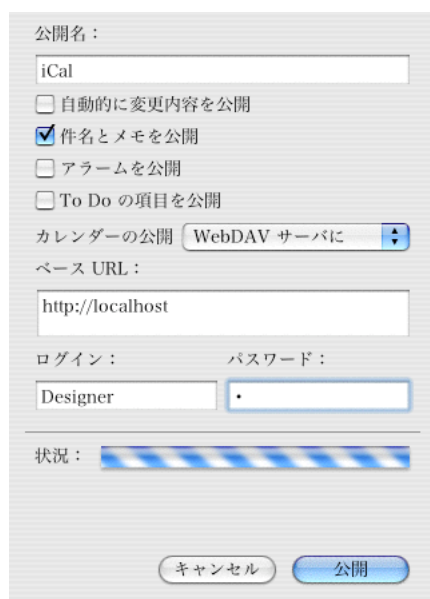 公開名：
iCal
自動的に変更内容を公開
件名とメモを公開
アラームを公開
To Do の項目を公開
カレンダーの公開 WebDAV サーバに
ベース URL：
http://localhost
ログイン： パスワード：
Designer •
状況：
キャンセル 公開